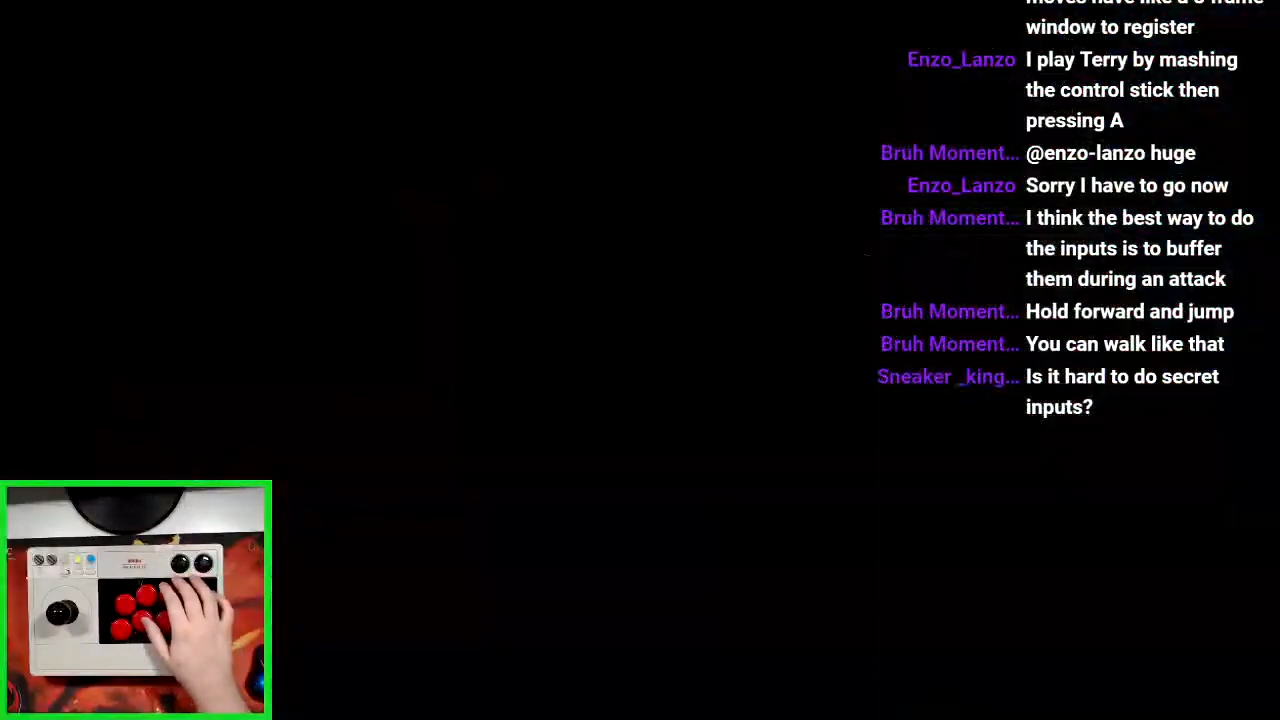 window to register
Enzo_Lanzo I play Terry by mashing
the control stick then
pressing A
Bruh Moment... @enzo-lanzo huge
Enzo_Lanzo Sorry I have to go now
Bruh Moment... I think the best way to do
the inputs is to buffer
them during an attack
Bruh Moment... Hold forward and jump
Bruh Moment... You can walk like that
Sneaker _king... Is it hard to do secret
inputs?